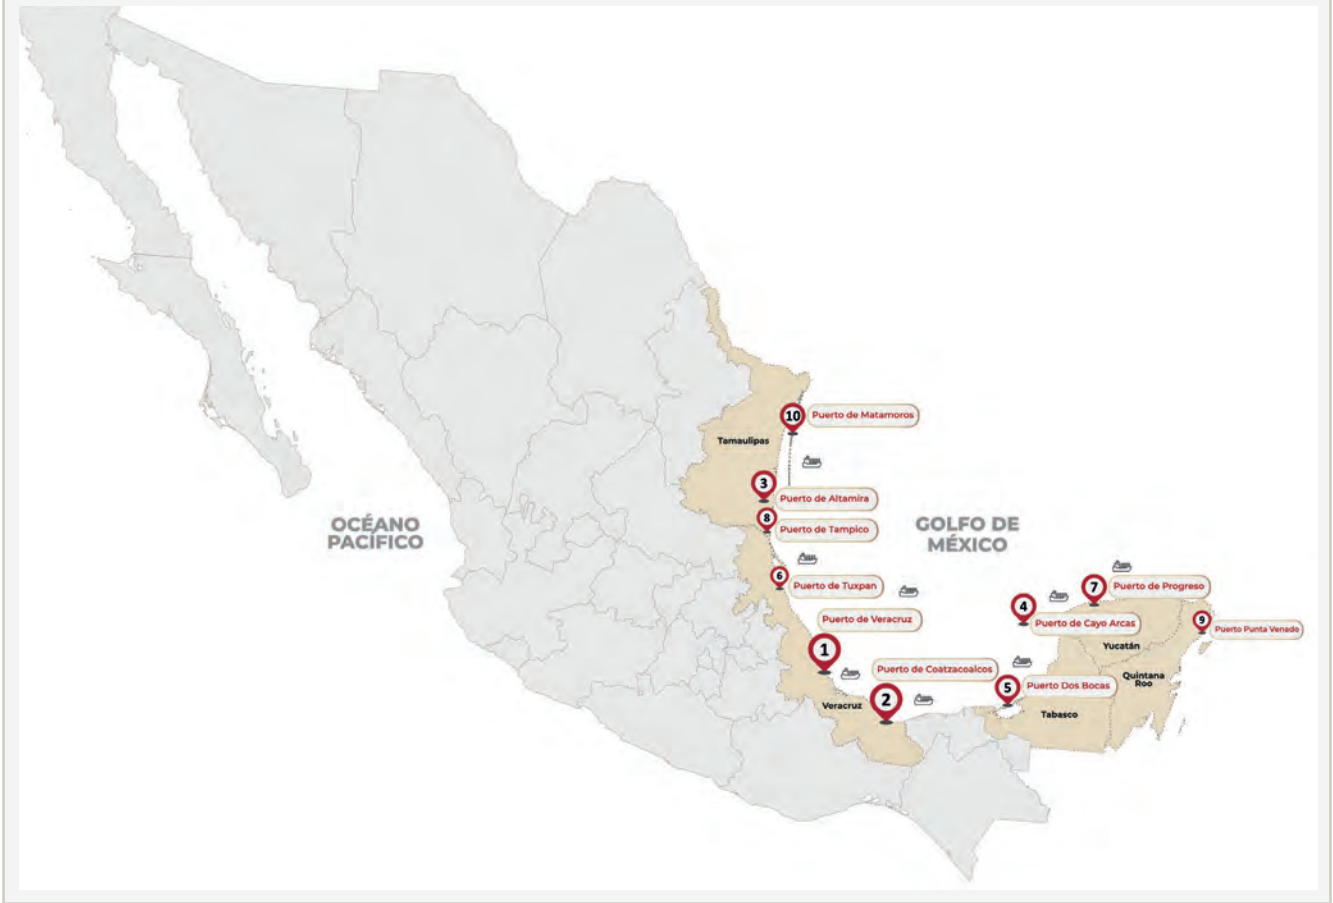 10
Puerto de Matamoros
Tamaulipas
3
Puerto de Altamira
8
Puerto de Tampico
OCÉANO
PACÍFICO
GOLFO DE
MÉXICO
6
Puerto de Tuxpan
7
Puerto de Progreso
4
Puerto de Cayo Arcas
9
Puerto Punta Venado
Puerto de Veracruz
1
Yucatán
Puerto de Coatzacoalcos
2
Quintana
Roo
5
Puerto Dos Bocas
Veracruz
Tabasco